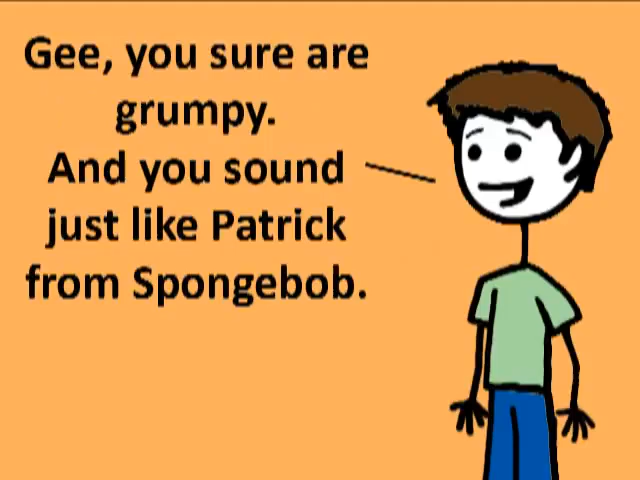 Gee, you sure are
grumpy.
And you sound
just like Patrick
from Spongebob.